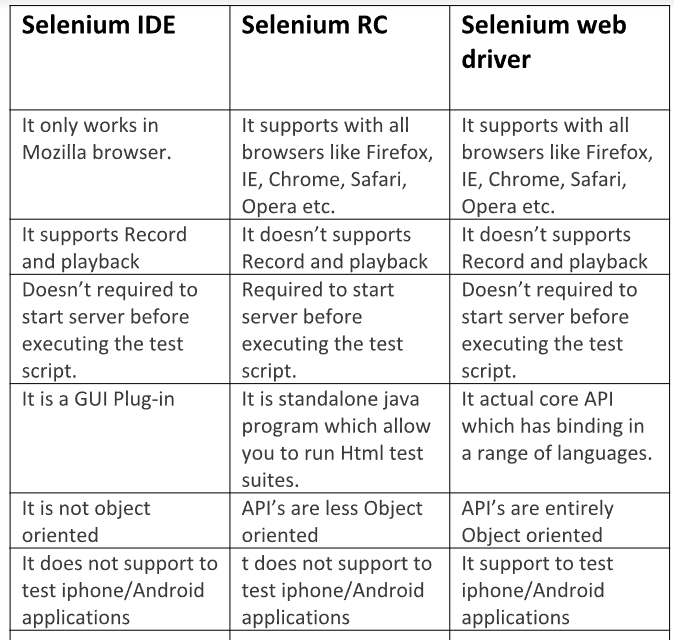 Selenium IDE
Selenium RC
Selenium web
driver
It only works in
Mozilla browser.
It supports with all
browsers like Firefox,
IE, Chrome, Safari,
Opera etc.
It supports with all
browsers like Firefox,
IE, Chrome, Safari,
Opera etc.
It supports Record
and playback
It doesn’t supports
Record and playback
It doesn’t supports
Record and playback
Doesn’t required to
start server before
executing the test
script.
Required to start
server before
executing the test
script.
Doesn’t required to
start server before
executing the test
script.
It is a GUI Plug-in
It is standalone java
program which allow
you to run Html test
suites.
It actual core API
which has binding in
a range of languages.
It is not object
oriented
API’s are less Object
oriented
API’s are entirely
Object oriented
It does not support to
test iphone/Android
applications
t does not support to
test iphone/Android
applications
It support to test
iphone/Android
applications